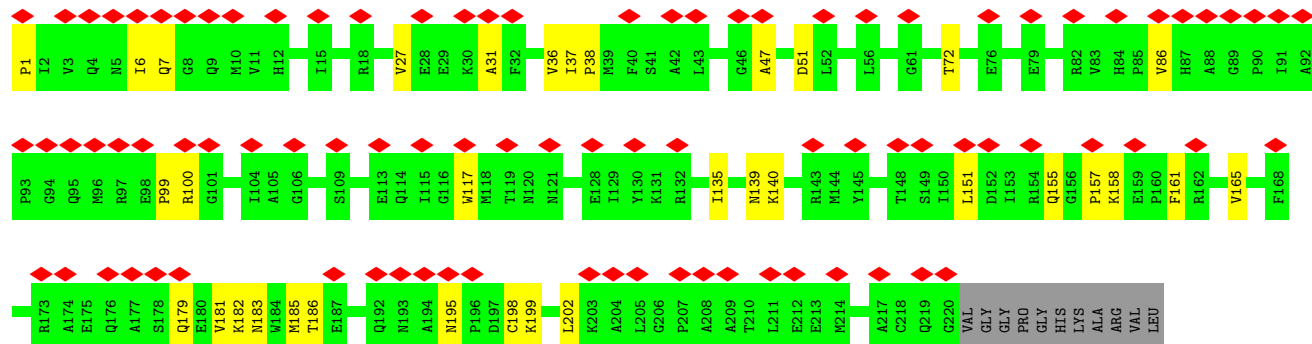 P1 I2 V3 Q4 N5 I6 Q7 G8 Q9 M10 V11 H12 I15 R18 V27 E28 E29 K30 A31 F32 V36 I37 P38 M39 F40 S41 A42 L43 G46 A47 D51 L52 L56 G61 T72 E76 E79 R82 V83 H84 P85 V86 H87 A88 G89 P90 I91 A92
P93 G94 Q95 M96 R97 E98 P99 R100 G101 I104 A105 G106 S109 E113 Q114 I115 G116 W117 M118 T119 N120 N121 E128 I129 Y130 K131 R132 I135 N139 K140 R143 M144 Y145 T148 S149 I150 L151 D152 I153 R154 Q155 G156 P157 K158 E159 P160 F161 R162 V165 F168
R173 A174 E175 Q176 A177 S178 Q179 E180 V181 K182 N183 W184 M185 T186 E187 Q192 N193 A194 N195 P196 D197 C198 K199 L202 K203 A204 L205 G206 P207 A208 A209 T210 L211 E212 E213 M214 A217 C218 Q219 G220 VAL GLY GLY PRO GLY HIS LYS ALA ARG VAL LEU